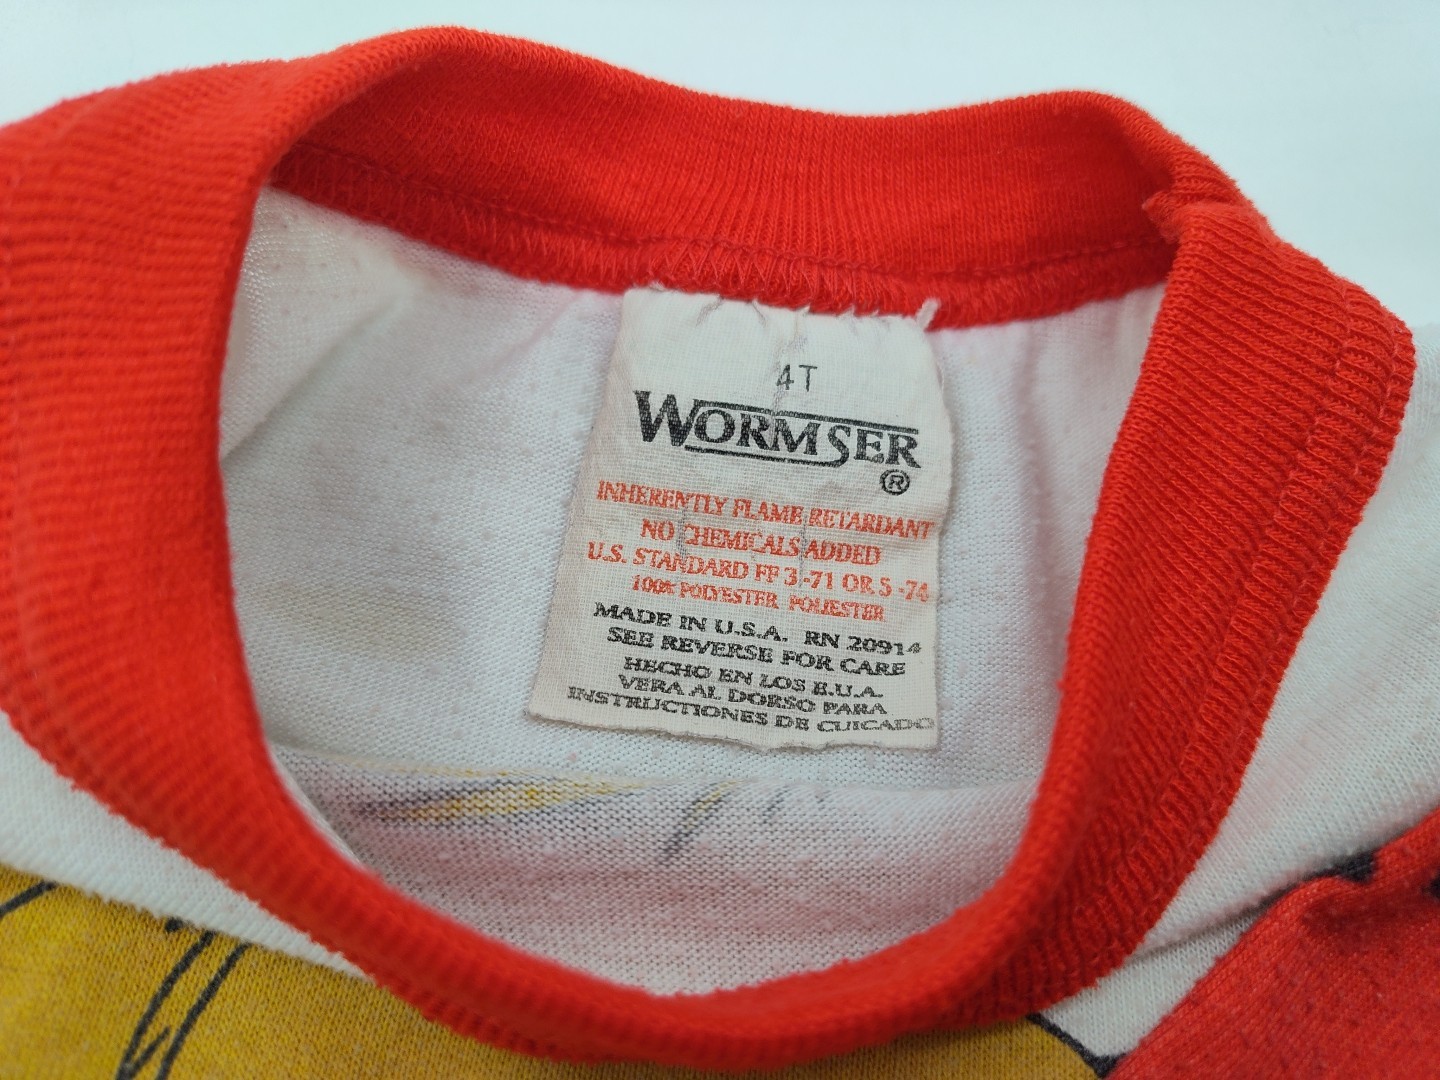 4T
WORMSER
®
INHERENTLY FLAME RETARDANT
NO CHEMICALS ADDED
U.S. STANDARD FF 3-71 OR 5-74
100% POLYESTER POLIESTER
MADE IN U.S.A. RN 20914
SEE REVERSE FOR CARE
HECHO EN LOS E.U.A.
VERA AL DORSO PARA
INSTRUCTIONES DE CUICADO